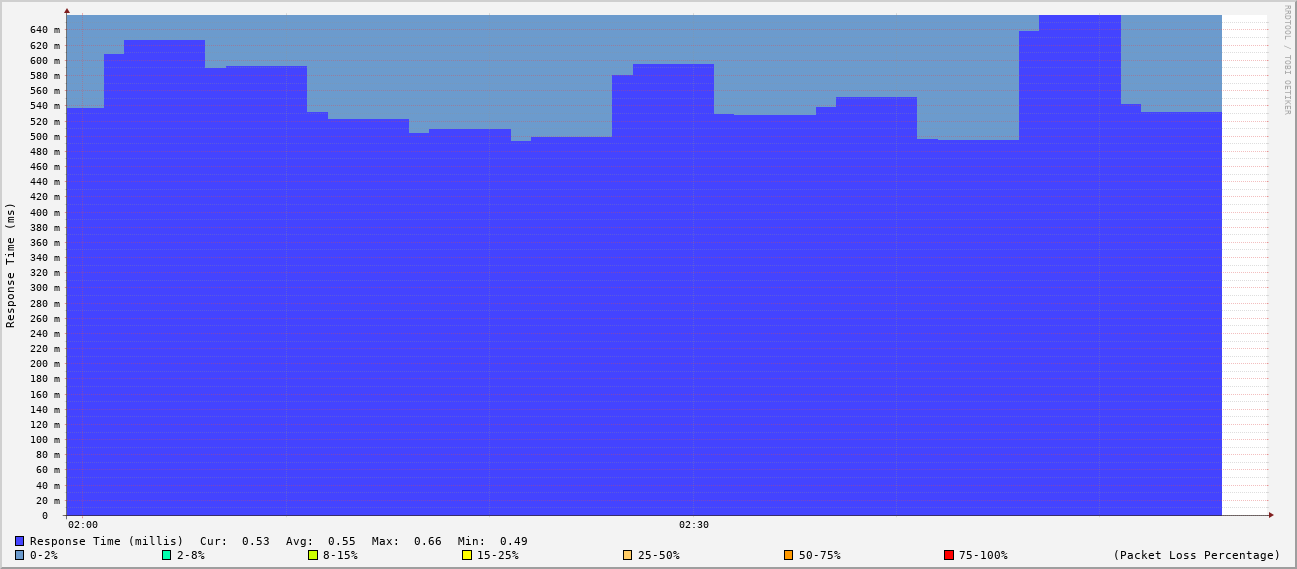 RRDTOOL / TOBI OETIKER
Response Time (ms)
640 m
620 m
600 m
580 m
560 m
540 m
520 m
500 m
480 m
460 m
440 m
420 m
400 m
380 m
360 m
340 m
320 m
300 m
280 m
260 m
240 m
220 m
200 m
180 m
160 m
140 m
120 m
100 m
80 m
60 m
40 m
20 m
0
02:00 02:30
Response Time (millis) Cur: 0.53 Avg: 0.55 Max: 0.66 Min: 0.49
0-2% 2-8% 8-15% 15-25% 25-50% 50-75% 75-100% (Packet Loss Percentage)